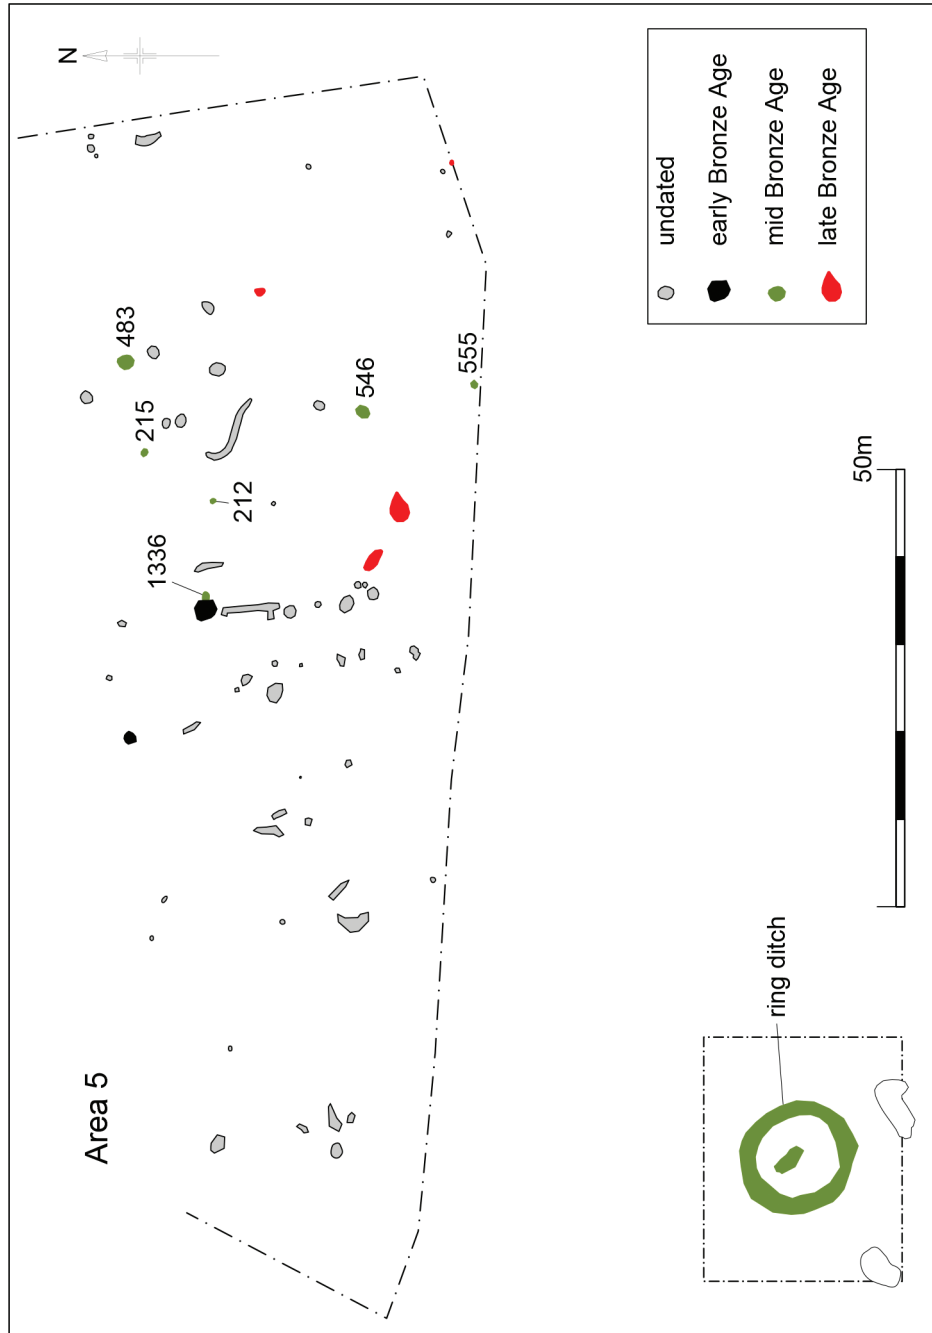 N
Area 5
1336
212
215
483
546
555
ring ditch
50m
undated
early Bronze Age
mid Bronze Age
late Bronze Age